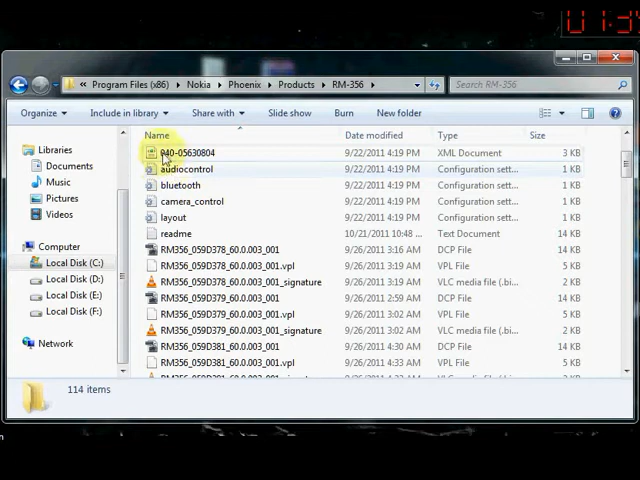 « Program Files (x86) Nokia Phoenix Products RM-356 Search RM-356
Organize Include in library Share with Slide show Burn New folder
Name Date modified Type Size
Libraries
Documents
Music
Pictures
Videos
Computer
Local Disk (C:)
Local Disk (D:)
Local Disk (E:)
Local Disk (F:)
Network
040-05630804 9/22/2011 4:19 PM XML Document 3 KB
audiocontrol 9/22/2011 4:19 PM Configuration sett... 1 KB
bluetooth 9/22/2011 4:19 PM Configuration sett... 1 KB
camera_control 9/22/2011 4:19 PM Configuration sett... 1 KB
layout 9/22/2011 4:19 PM Configuration sett... 1 KB
readme 10/21/2011 10:48 ... Text Document 14 KB
RM356_059D378_60.0.003_001 9/26/2011 3:16 AM DCP File 14 KB
RM356_059D378_60.0.003_001.vpl 9/26/2011 3:19 AM VPL File 5 KB
RM356_059D378_60.0.003_001_signature 9/26/2011 3:19 AM VLC media file (.bi... 2 KB
RM356_059D379_60.0.003_001 9/26/2011 2:59 AM DCP File 14 KB
RM356_059D379_60.0.003_001.vpl 9/26/2011 3:02 AM VPL File 5 KB
RM356_059D379_60.0.003_001_signature 9/26/2011 3:02 AM VLC media file (.bi... 2 KB
RM356_059D381_60.0.003_001 9/26/2011 4:30 AM DCP File 14 KB
RM356_059D381_60.0.003_001.vpl 9/26/2011 4:33 AM VPL File 5 KB
114 items